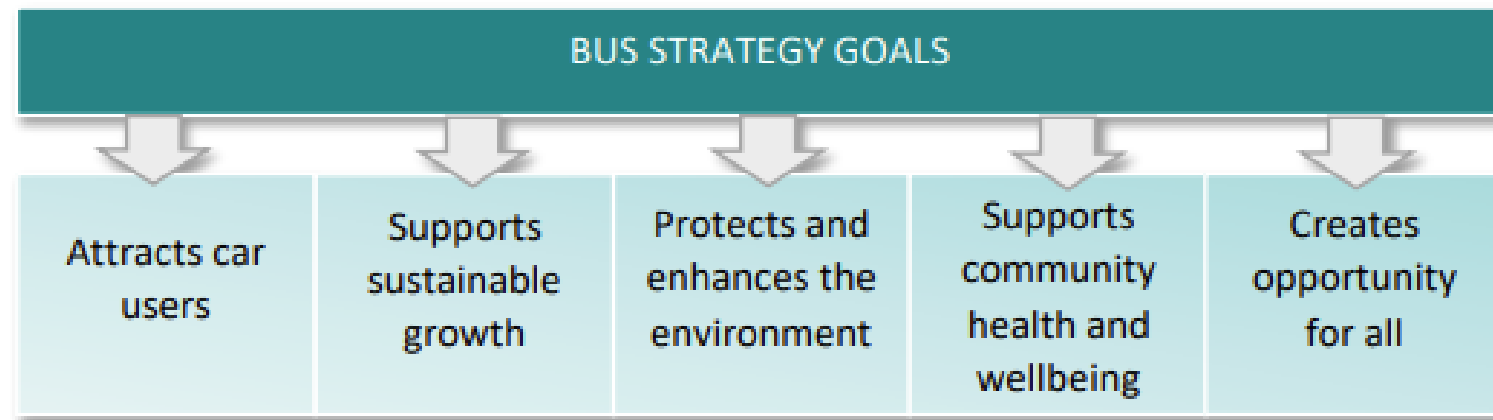 BUS STRATEGY GOALS
Attracts car
users
Supports
sustainable
growth
Protects and
enhances the
environment
Supports
community
health and
wellbeing
Creates
opportunity
for all